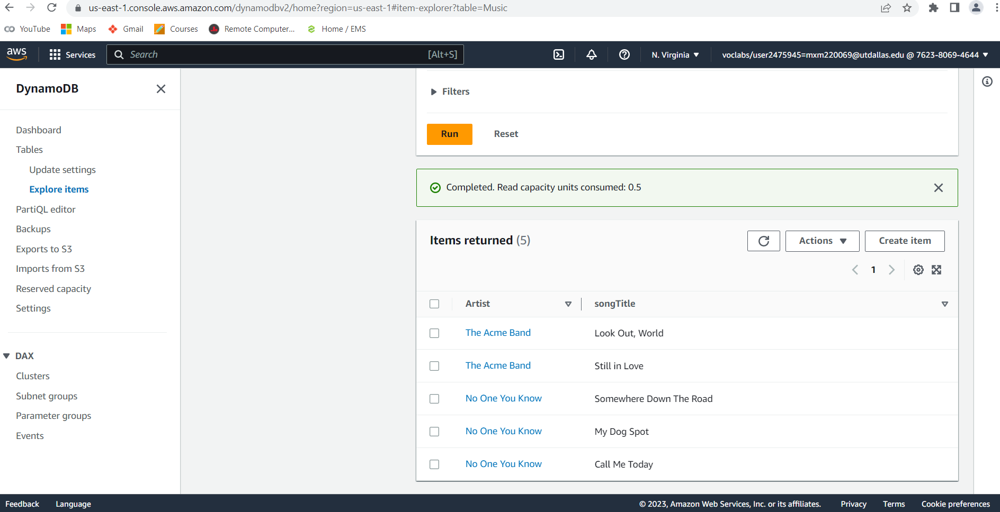 us-east-1.console.aws.amazon.com/dynamodbv2/home?region=us-east-1#item-explorer?table=Music
YouTube Maps Gmail Courses Remote Computer... Home / EMS
aws Services Search [Alt+S] N. Virginia voclabs/user2475945=mxm220069@utdallas.edu @ 7623-8069-4644
DynamoDB
Dashboard
Tables
Update settings
Explore items
PartiQL editor
Backups
Exports to S3
Imports from S3
Reserved capacity
Settings
DAX
Clusters
Subnet groups
Parameter groups
Events
Filters
Run Reset
Completed. Read capacity units consumed: 0.5
Items returned (5)
Actions Create item
1
Artist songTitle
The Acme Band Look Out, World
The Acme Band Still in Love
No One You Know Somewhere Down The Road
No One You Know My Dog Spot
No One You Know Call Me Today
Feedback Language © 2023, Amazon Web Services, Inc. or its affiliates. Privacy Terms Cookie preferences